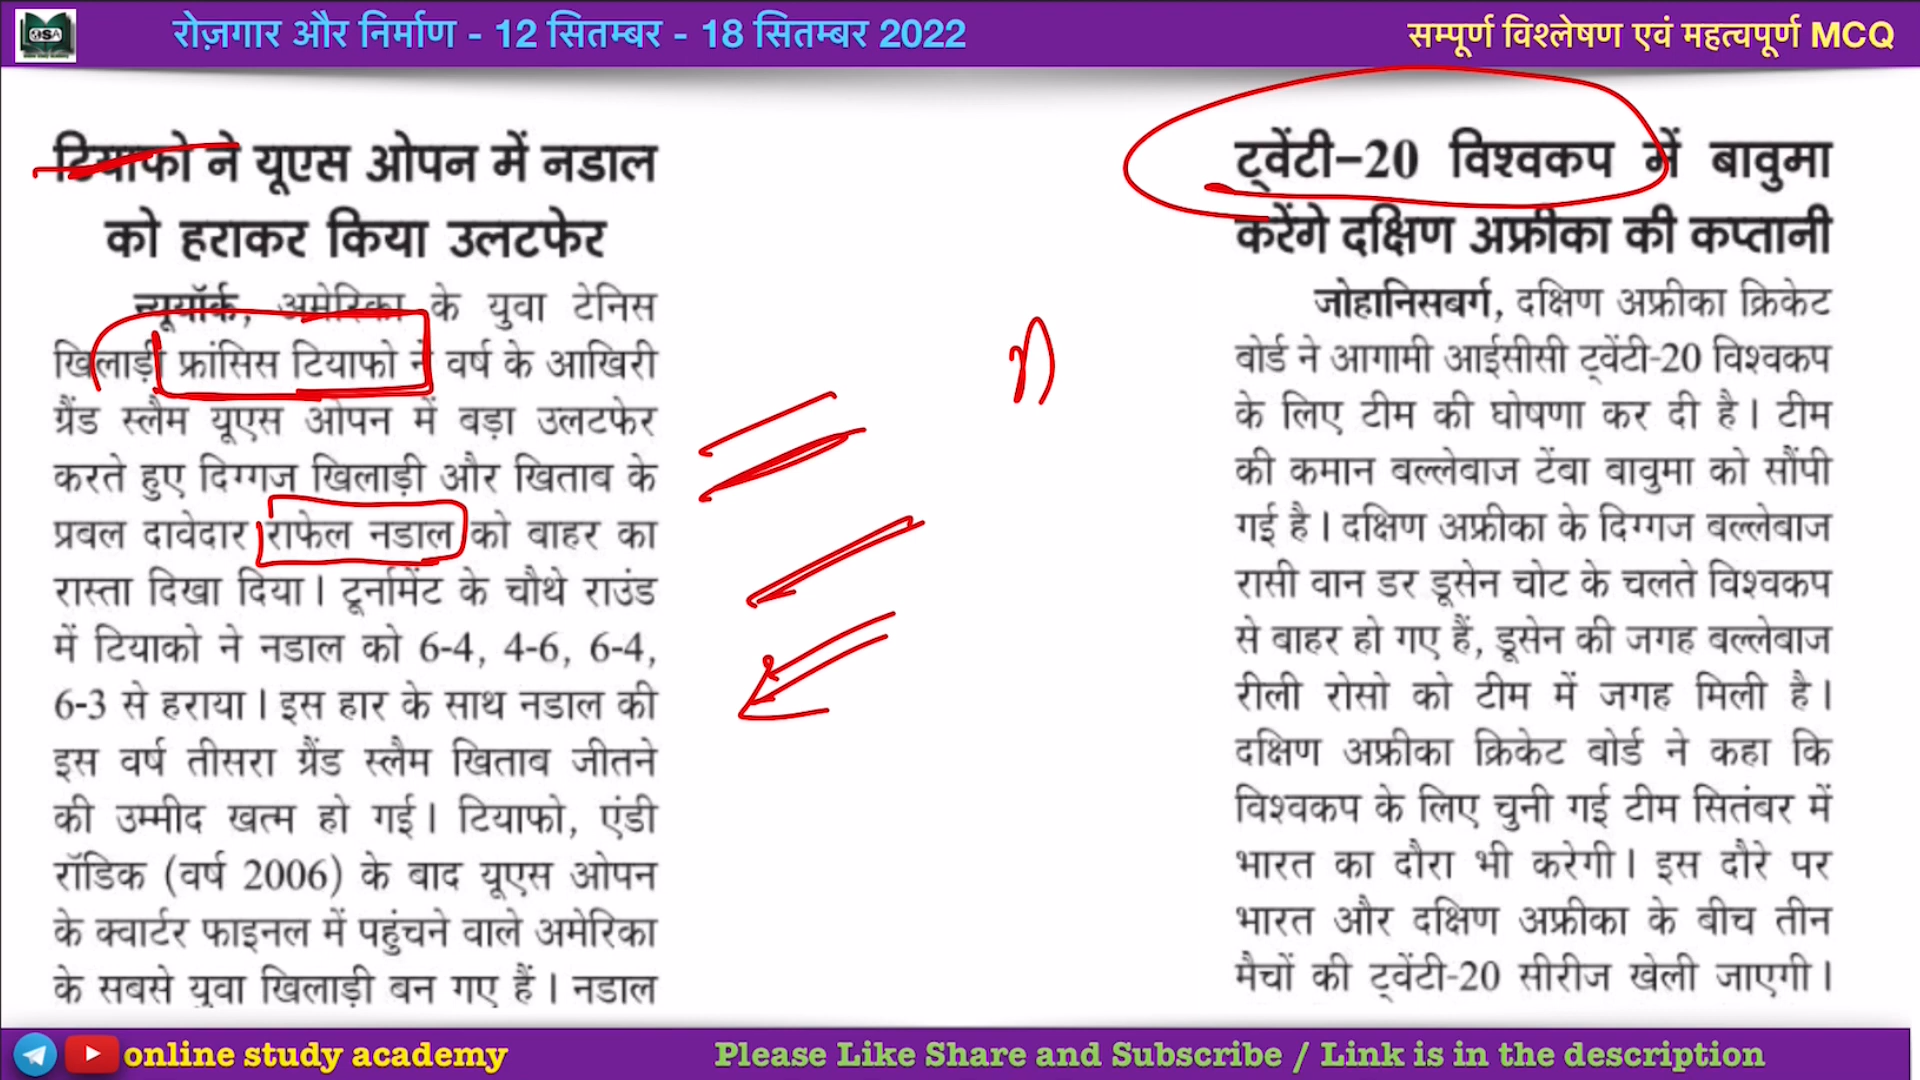 OSA
रोज़गार और निर्माण - 12 सितम्बर - 18 सितम्बर 2022
सम्पूर्ण विश्लेषण एवं महत्वपूर्ण MCQ
टियाफो ने यूएस ओपन में नडाल
को हराकर किया उलटफेर
न्यूयॉर्क, अमेरिका के युवा टेनिस
खिलाड़ी फ्रांसिस टियाफो ने वर्ष के आखिरी
ग्रैंड स्लैम यूएस ओपन में बड़ा उलटफेर
करते हुए दिग्गज खिलाड़ी और खिताब के
प्रबल दावेदार राफेल नडाल को बाहर का
रास्ता दिखा दिया। टूर्नामेंट के चौथे राउंड
में टियाको ने नडाल को 6-4, 4-6, 6-4,
6-3 से हराया। इस हार के साथ नडाल की
इस वर्ष तीसरा ग्रैंड स्लैम खिताब जीतने
की उम्मीद खत्म हो गई। टियाफो, एंडी
रॉडिक (वर्ष 2006) के बाद यूएस ओपन
के क्वार्टर फाइनल में पहुंचने वाले अमेरिका
के सबसे युवा खिलाड़ी बन गए हैं। नडाल
n
ट्वेंटी-20 विश्वकप में बावुमा
करेंगे दक्षिण अफ्रीका की कप्तानी
जोहानिसबर्ग, दक्षिण अफ्रीका क्रिकेट
बोर्ड ने आगामी आईसीसी ट्वेंटी-20 विश्वकप
के लिए टीम की घोषणा कर दी है। टीम
की कमान बल्लेबाज टेंबा बावुमा को सौंपी
गई है। दक्षिण अफ्रीका के दिग्गज बल्लेबाज
रासी वान डर डूसेन चोट के चलते विश्वकप
से बाहर हो गए हैं, डूसेन की जगह बल्लेबाज
रीली रोसो को टीम में जगह मिली है।
दक्षिण अफ्रीका क्रिकेट बोर्ड ने कहा कि
विश्वकप के लिए चुनी गई टीम सितंबर में
भारत का दौरा भी करेगी। इस दौरे पर
भारत और दक्षिण अफ्रीका के बीच तीन
मैचों की ट्वेंटी-20 सीरीज खेली जाएगी।
online study academy
Please Like Share and Subscribe / Link is in the description